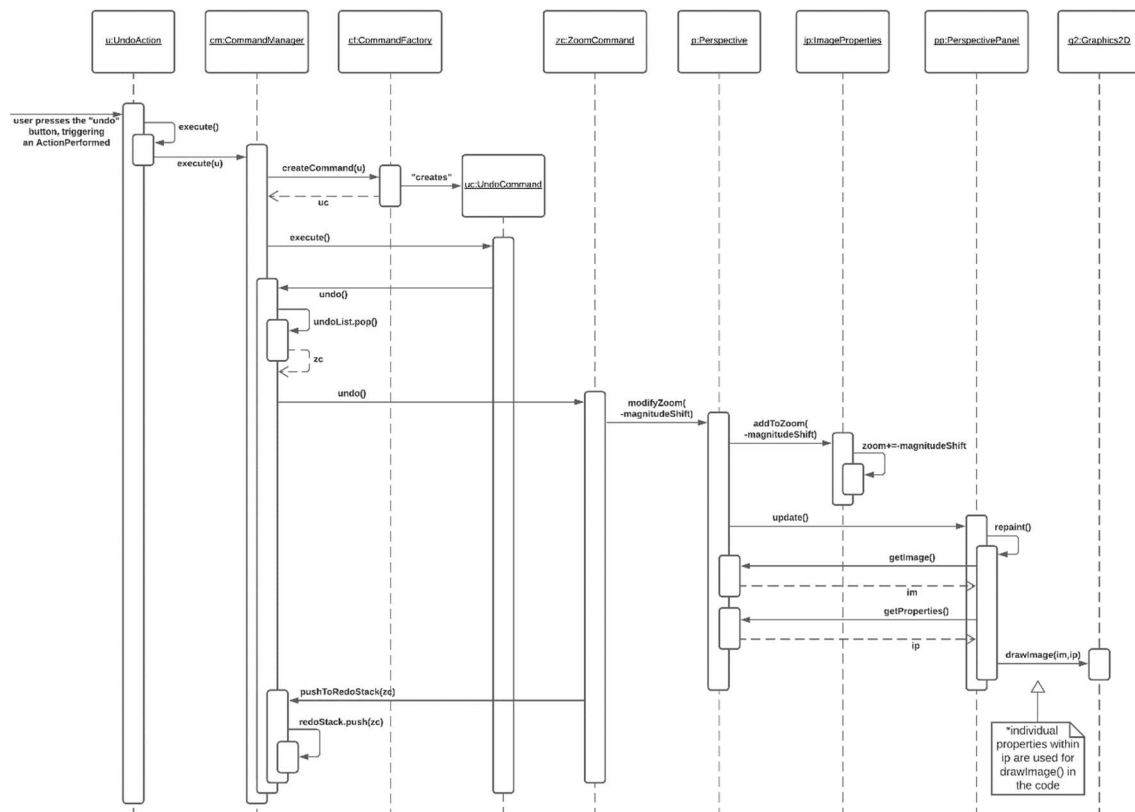 u:UndoAction
cm:CommandManager
cf:CommandFactory
zc:ZoomCommand
p:Perspective
ip:ImageProperties
pp:PerspectivePanel
g2:Graphics2D
user presses the "undo"
button, triggering
an ActionPerformed
execute()
execute(u)
createCommand(u)
"creates"
uc:UndoCommand
uc
execute()
undo()
undoList.pop()
zc
undo()
modifyZoom(
-magnitudeShift)
addToZoom(
-magnitudeShift)
zoom+=-magnitudeShift
update()
repaint()
getImage()
im
getProperties()
ip
drawImage(im,ip)
pushToRedoStack(zc)
redoStack.push(zc)
*individual
properties within
ip are used for
drawImage() in
the code